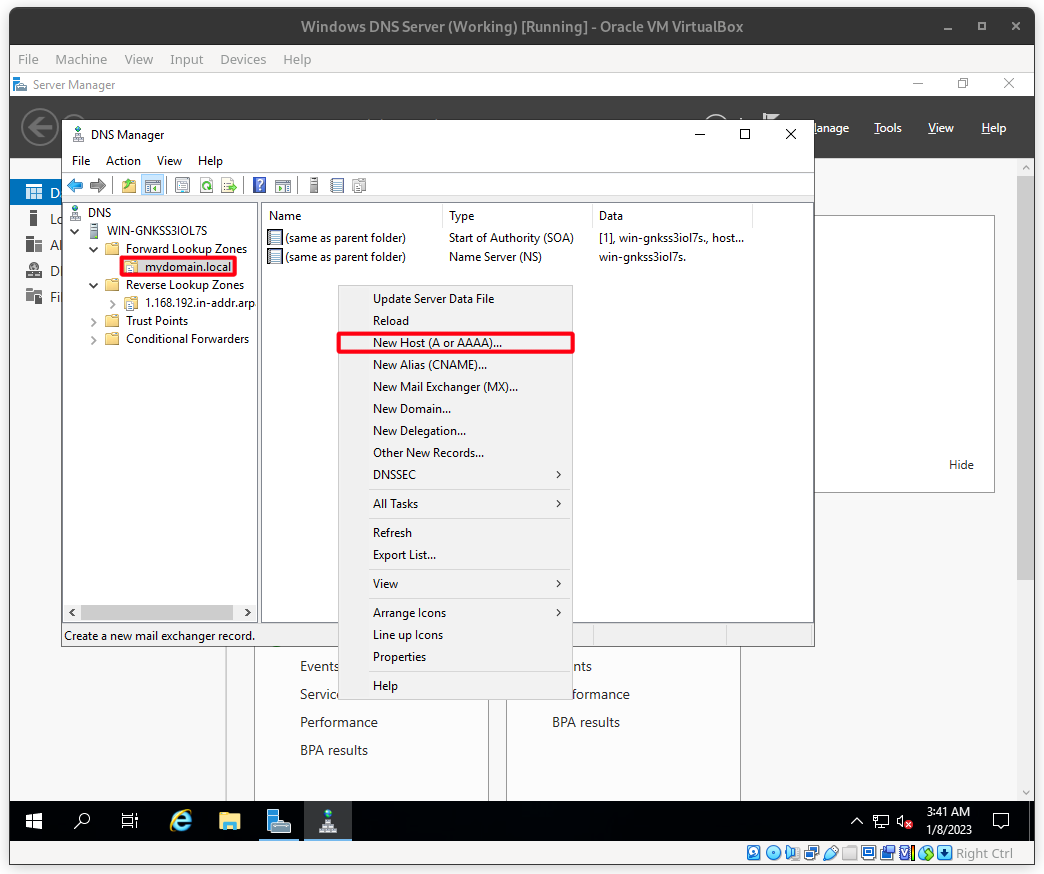 Windows DNS Server (Working) [Running] - Oracle VM VirtualBox
File Machine View Input Devices Help
Server Manager
anage Tools View Help
DNS Manager
File Action View Help
DNS
WIN-GNKSS3IOL7S
Forward Lookup Zones
mydomain.local
Reverse Lookup Zones
1.168.192.in-addr.arp
Trust Points
Conditional Forwarders
Name Type Data
(same as parent folder) Start of Authority (SOA) [1], win-gnkss3iol7s., host...
(same as parent folder) Name Server (NS) win-gnkss3iol7s.
Update Server Data File
Reload
New Host (A or AAAA)...
New Alias (CNAME)...
New Mail Exchanger (MX)...
New Domain...
New Delegation...
Other New Records...
DNSSEC
All Tasks
Refresh
Export List...
View
Arrange Icons
Line up Icons
Properties
Help
Create a new mail exchanger record.
Hide
Events
Performance
BPA results
BPA results
3:41 AM
1/8/2023
Right Ctrl